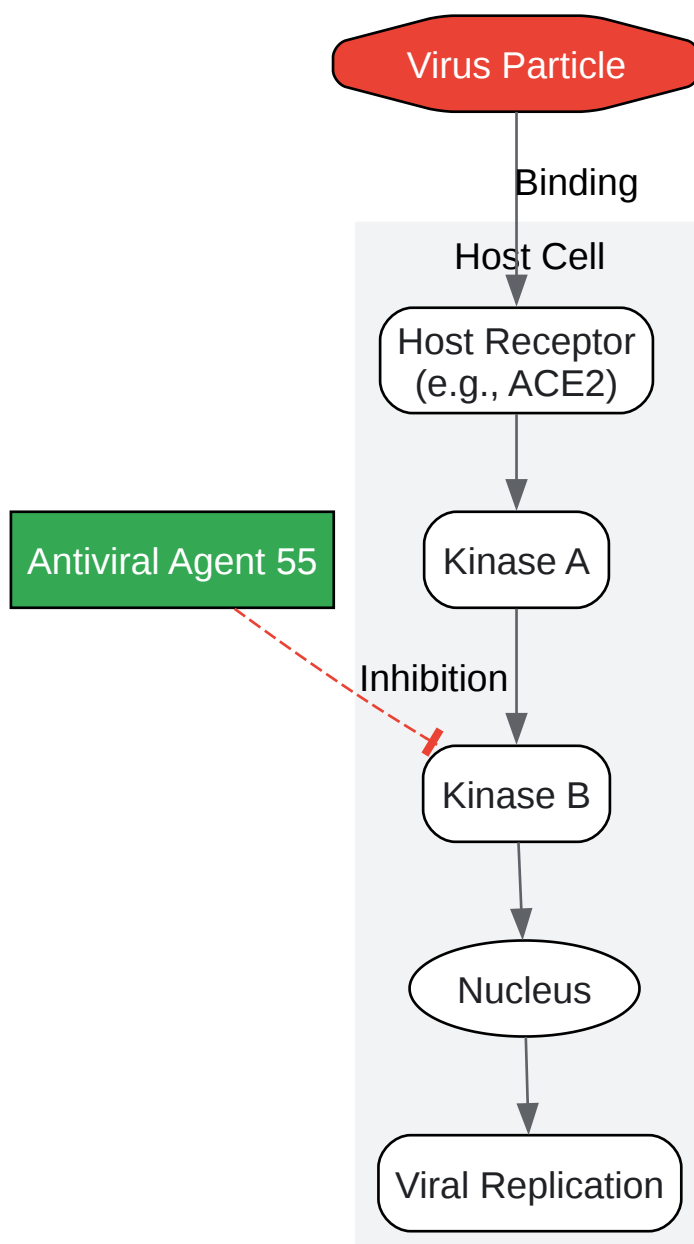 Virus Particle
Binding
Host Cell
Host Receptor
(e.g., ACE2)
Kinase A
Antiviral Agent 55
Inhibition
Kinase B
Nucleus
Viral Replication